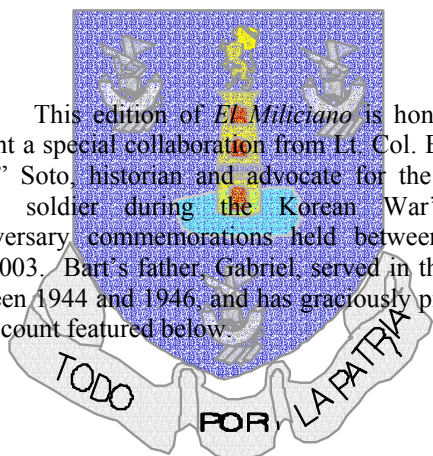 This edition of El Miliciano is hon
nt a special collaboration from Lt. Col.
” Soto, historian and advocate for the
soldier during the Korean War’
versary commemorations held between
003. Bart’s father, Gabriel, served in th
een 1944 and 1946, and has graciously p
count featured below.
TODO POR LA PATRIA